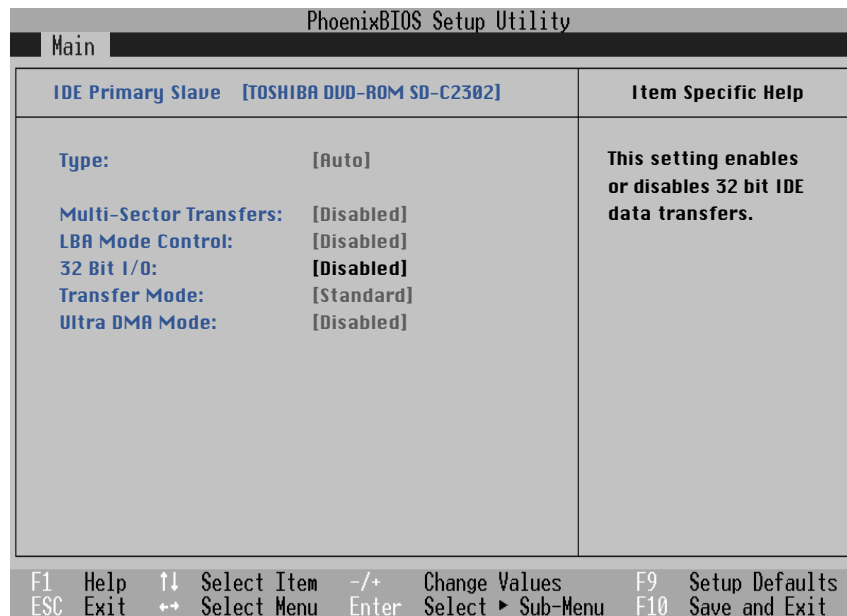 PhoenixBIOS Setup Utility
Main
IDE Primary Slave [TOSHIBA DVD-ROM SD-C2302]
Item Specific Help
Type: [Auto]
Multi-Sector Transfers: [Disabled]
LBA Mode Control: [Disabled]
32 Bit I/O: [Disabled]
Transfer Mode: [Standard]
Ultra DMA Mode: [Disabled]
This setting enables
or disables 32 bit IDE
data transfers.
F1 Help ↑↓ Select Item -/+ Change Values F9 Setup Defaults
ESC Exit ←→ Select Menu Enter Select ▶ Sub-Menu F10 Save and Exit